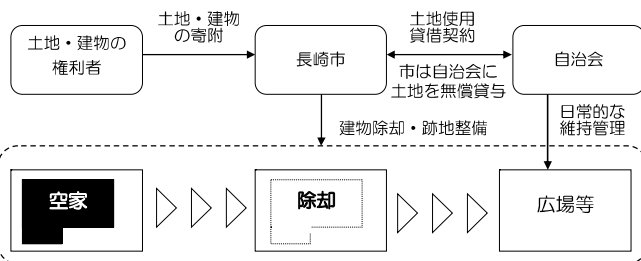 土地・建物の
権利者
土地・建物
の寄附
長崎市
土地使用
貸借契約
市は自治会に
土地を無償貸与
自治会
建物除却・跡地整備
日常的な
維持管理
空家
除却
広場等